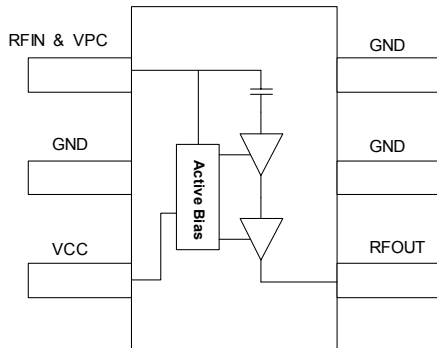 RFIN & VPC
GND
GND
GND
Active Bias
VCC
RFOUT